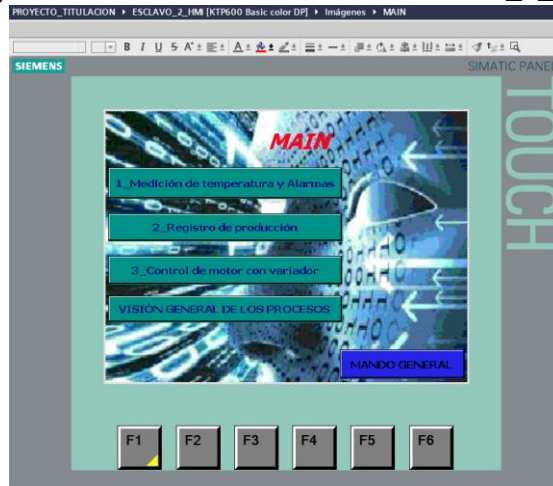 PROYECTO_TITULACION ▸ ESCLAVO_2_HMI [KTP600 Basic color DP] ▸ Imágenes ▸ MAIN
B I U S A
SIEMENS
SIMATIC PANEL
TOUCH
MAIN
1_Medición de temperatura y Alarmas
2_Registro de producción
3_Control de motor con variador
VISIÓN GENERAL DE LOS PROCESOS
MANDO GENERAL
F1 F2 F3 F4 F5 F6